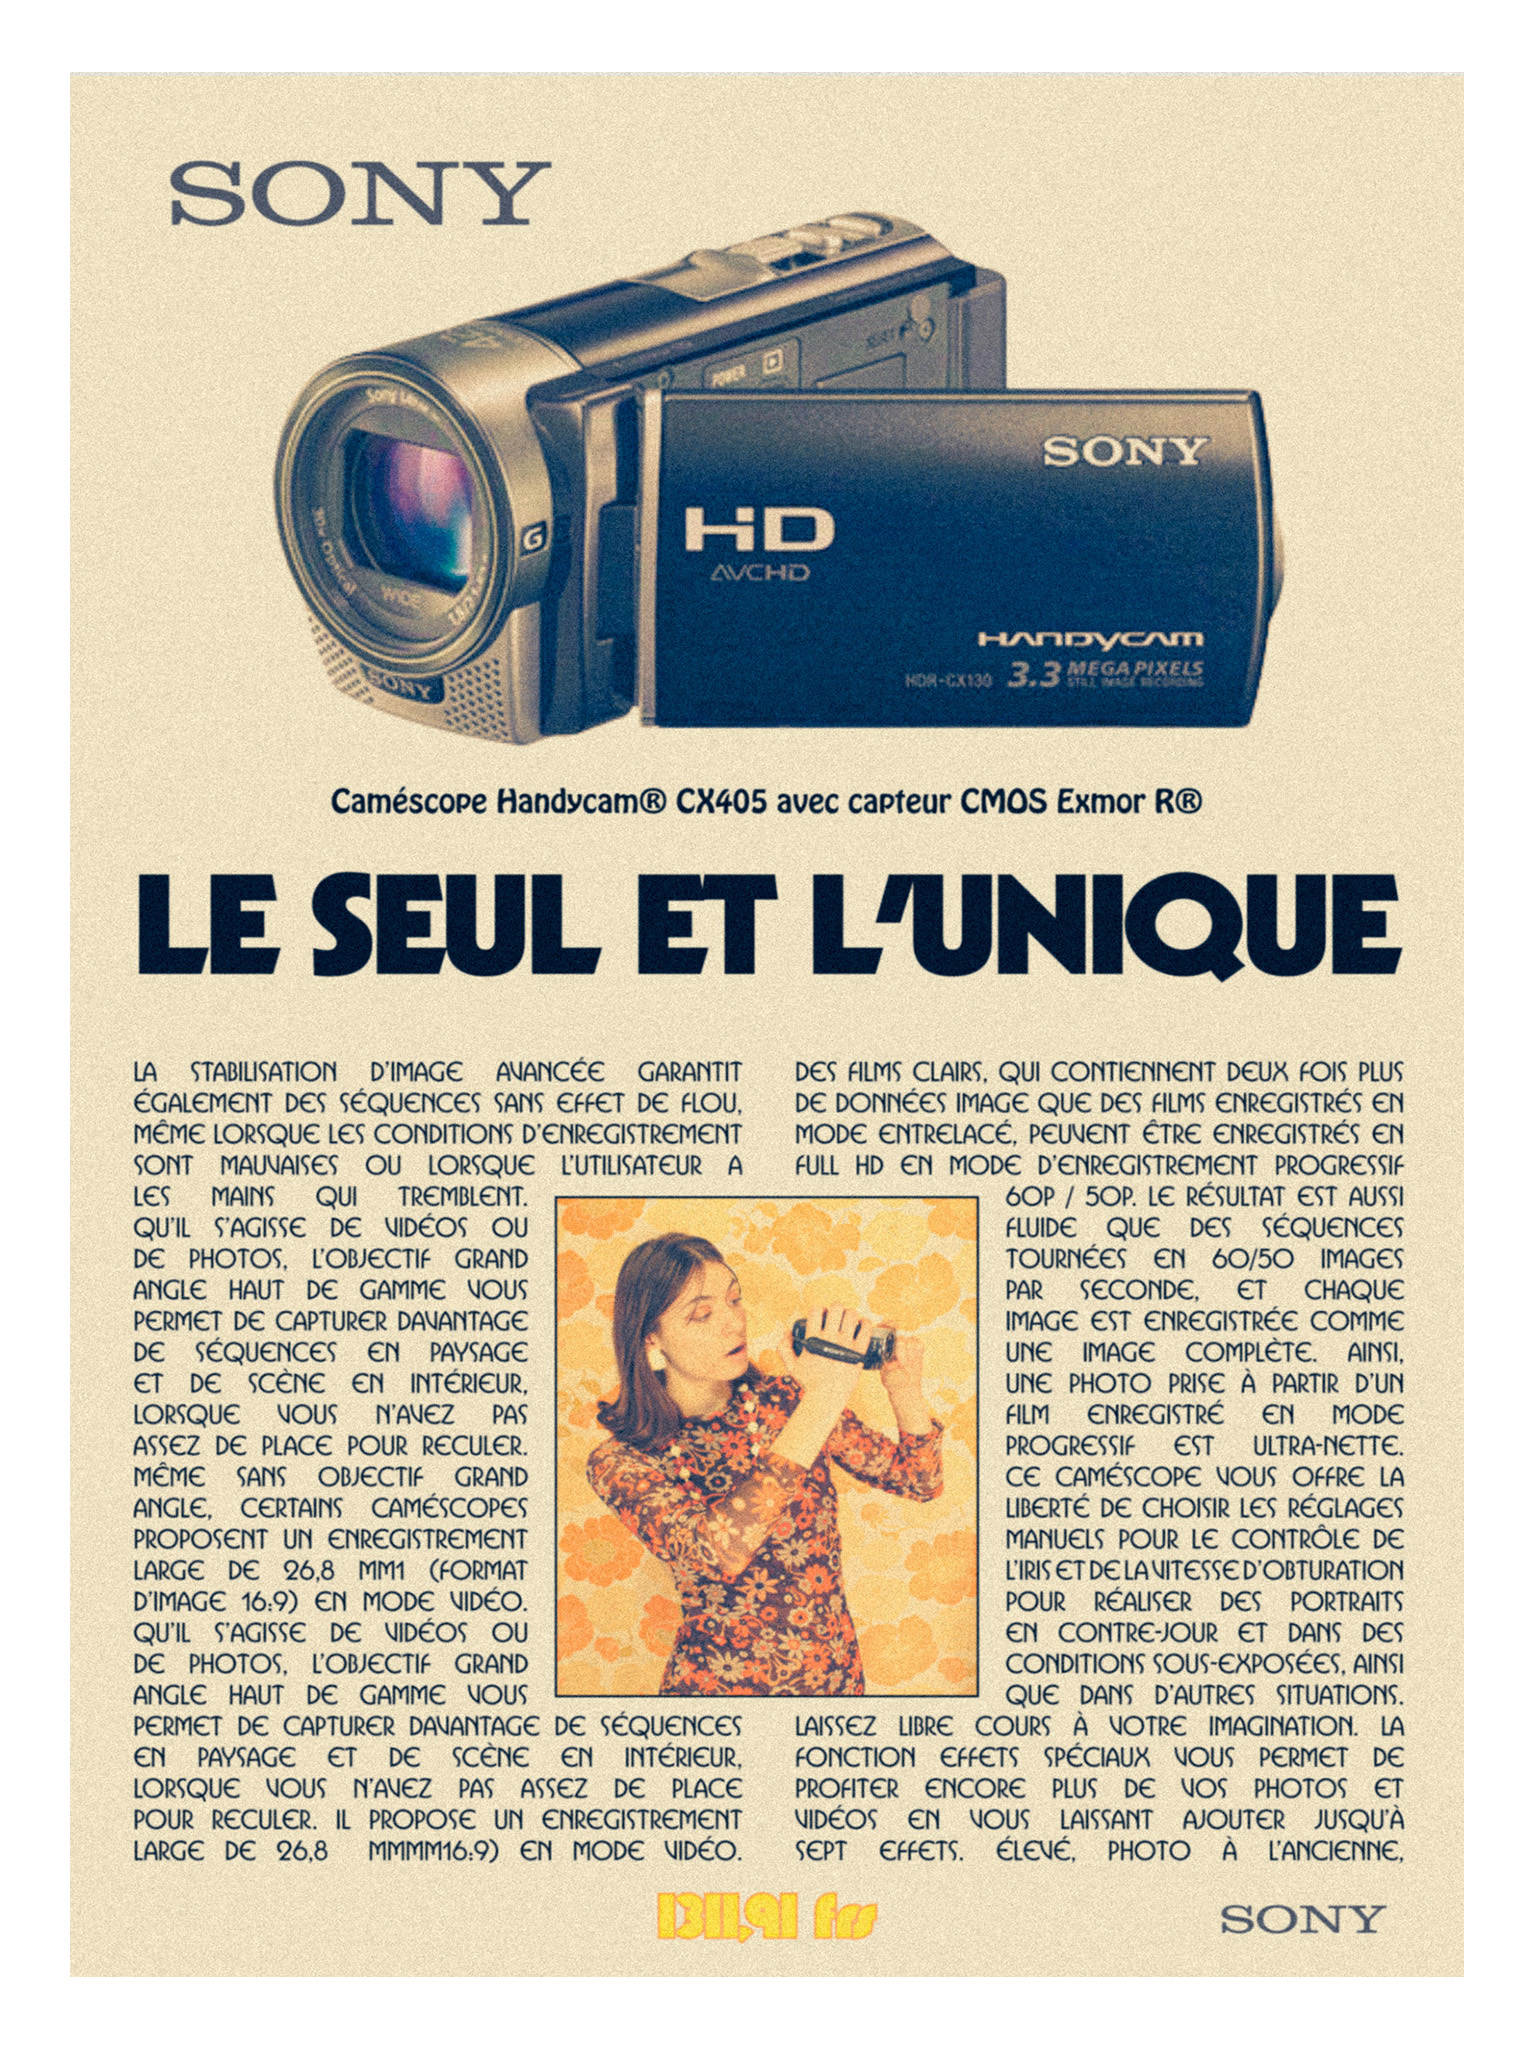 SONY
POWER
Sony Lens
G
WIDE
SONY
SONY
HD
AVCHD
HANDYCAM
HDR-CX130 3.3 MEGA PIXELS
STILL IMAGE RECORDING
Caméscope Handycam® CX405 avec capteur CMOS Exmor R®
LE SEUL ET L'UNIQUE
LA STABILISATION D'IMAGE AVANCÉE GARANTIT
ÉGALEMENT DES SÉQUENCES SANS EFFET DE FLOU,
MÊME LORSQUE LES CONDITIONS D'ENREGISTREMENT
SONT MAUVAISES OU LORSQUE L'UTILISATEUR A
LES MAINS QUI TREMBLENT.
QU'IL S'AGISSE DE VIDÉOS OU
DE PHOTOS, L'OBJECTIF GRAND
ANGLE HAUT DE GAMME VOUS
PERMET DE CAPTURER DAVANTAGE
DE SÉQUENCES EN PAYSAGE
ET DE SCÈNE EN INTÉRIEUR,
LORSQUE VOUS N'AVEZ PAS
ASSEZ DE PLACE POUR RECULER.
MÊME SANS OBJECTIF GRAND
ANGLE, CERTAINS CAMÉSCOPES
PROPOSENT UN ENREGISTREMENT
LARGE DE 26,8 MM1 (FORMAT
D'IMAGE 16:9) EN MODE VIDÉO.
QU'IL S'AGISSE DE VIDÉOS OU
DE PHOTOS, L'OBJECTIF GRAND
ANGLE HAUT DE GAMME VOUS
PERMET DE CAPTURER DAVANTAGE DE SÉQUENCES
EN PAYSAGE ET DE SCÈNE EN INTÉRIEUR,
LORSQUE VOUS N'AVEZ PAS ASSEZ DE PLACE
POUR RECULER. IL PROPOSE UN ENREGISTREMENT
LARGE DE 26,8 MMMM16:9) EN MODE VIDÉO.
DES FILMS CLAIRS, QUI CONTIENNENT DEUX FOIS PLUS
DE DONNÉES IMAGE QUE DES FILMS ENREGISTRÉS EN
MODE ENTRELACÉ, PEUVENT ÊTRE ENREGISTRÉS EN
FULL HD EN MODE D'ENREGISTREMENT PROGRESSIF
60P / 50P. LE RÉSULTAT EST AUSSI
FLUIDE QUE DES SÉQUENCES
TOURNÉES EN 60/50 IMAGES
PAR SECONDE, ET CHAQUE
IMAGE EST ENREGISTRÉE COMME
UNE IMAGE COMPLÈTE. AINSI,
UNE PHOTO PRISE À PARTIR D'UN
FILM ENREGISTRÉ EN MODE
PROGRESSIF EST ULTRA-NETTE.
CE CAMÉSCOPE VOUS OFFRE LA
LIBERTÉ DE CHOISIR LES RÉGLAGES
MANUELS POUR LE CONTRÔLE DE
L'IRIS ET DE LA VITESSE D'OBTURATION
POUR RÉALISER DES PORTRAITS
EN CONTRE-JOUR ET DANS DES
CONDITIONS SOUS-EXPOSÉES, AINSI
QUE DANS D'AUTRES SITUATIONS.
LAISSEZ LIBRE COURS À VOTRE IMAGINATION. LA
FONCTION EFFETS SPÉCIAUX VOUS PERMET DE
PROFITER ENCORE PLUS DE VOS PHOTOS ET
VIDÉOS EN VOUS LAISSANT AJOUTER JUSQU'À
SEPT EFFETS. ÉLEVÉ, PHOTO À L'ANCIENNE,
1311,91 frs
SONY